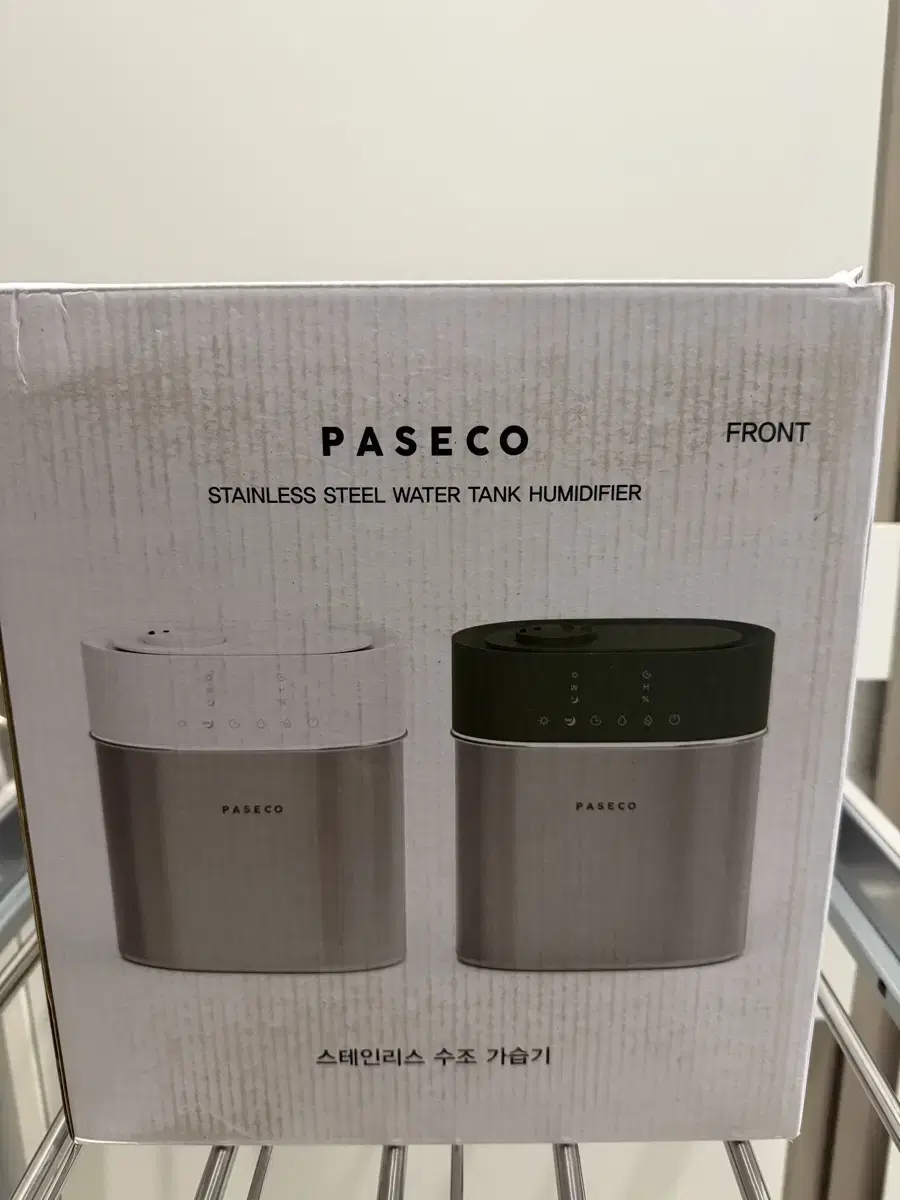 PASECO
FRONT
STAINLESS STEEL WATER TANK HUMIDIFIER
W
H
%
PASECO
PASECO
스테인리스 수조 가습기